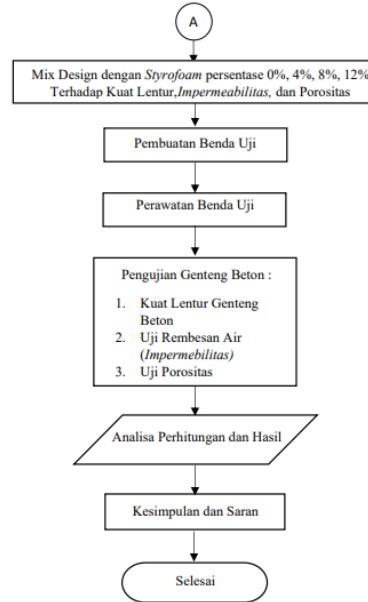 A
Mix Design dengan Styrofoam persentase 0%, 4%, 8%, 12%
Terhadap Kuat Lentur,Impermeabilitas, dan Porositas
Pembuatan Benda Uji
Perawatan Benda Uji
Pengujian Genteng Beton :
1. Kuat Lentur Genteng
Beton
2. Uji Rembesan Air
(Impermebilitas)
3. Uji Porositas
Analisa Perhitungan dan Hasil
Kesimpulan dan Saran
Selesai